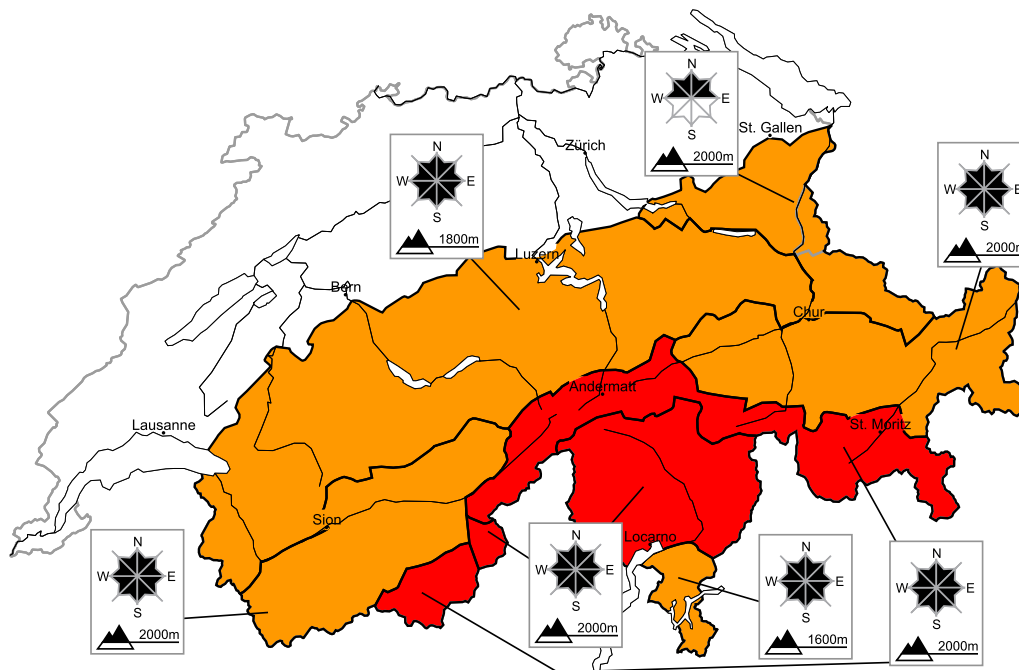 N
W E
S
2000m
St. Gallen
Zürich
N
W E
S
1800m
N
W E
S
2000m
Luzern
Bern
Chur
Andermatt
Lausanne
St. Moritz
Sion
Locarno
N
W E
S
2000m
N
W E
S
2000m
N
W E
S
1600m
N
W E
S
2000m